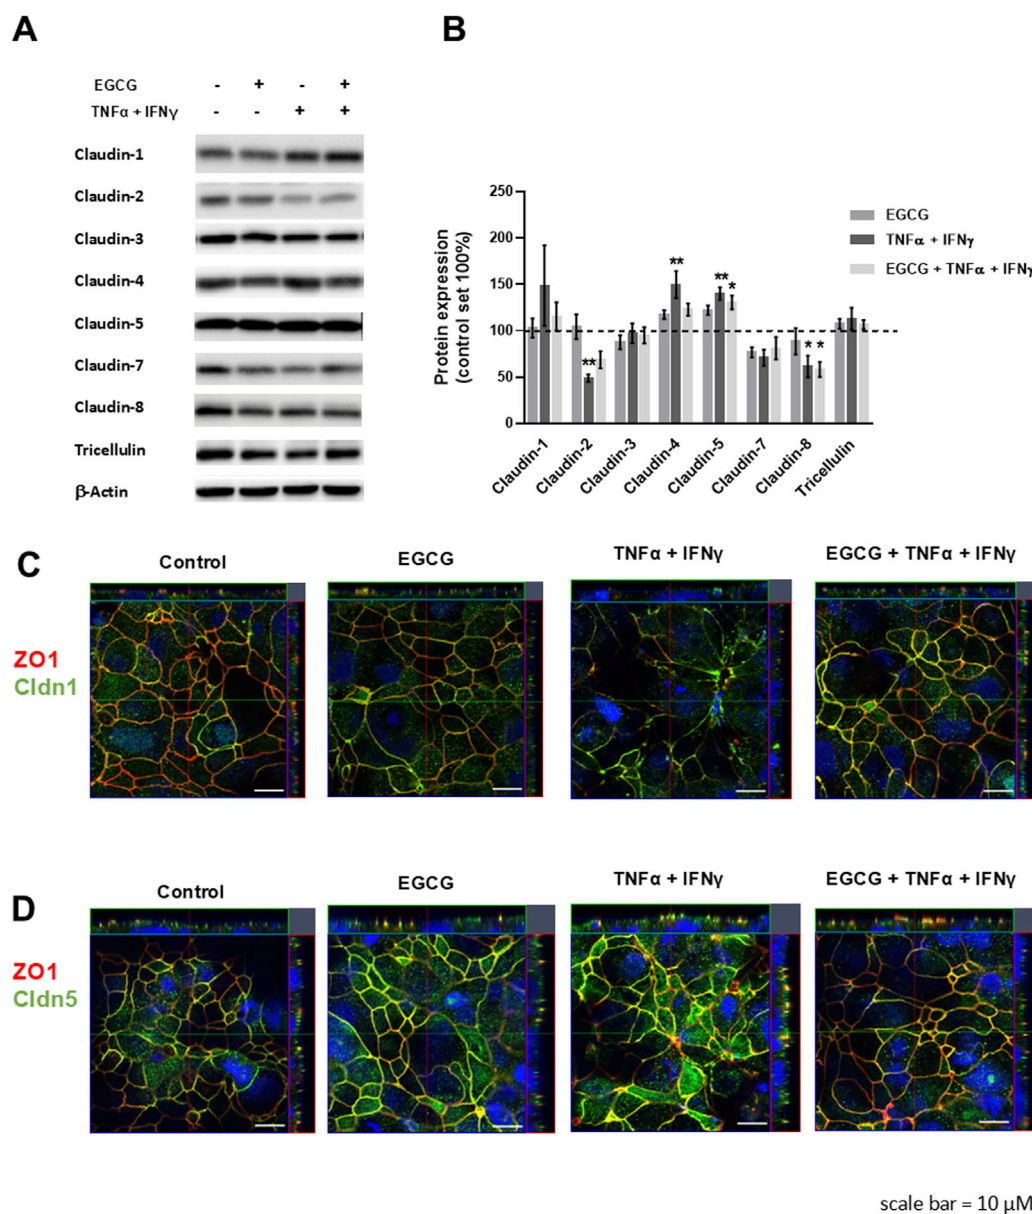 A
EGCG - + - +
TNFα + IFNγ - - + +
Claudin-1
Claudin-2
Claudin-3
Claudin-4
Claudin-5
Claudin-7
Claudin-8
Tricellulin
β-Actin
B
Protein expression
(control set 100%)
250
200
150
100
50
0
** ** ** * * *
Claudin-1
Claudin-2
Claudin-3
Claudin-4
Claudin-5
Claudin-7
Claudin-8
Tricellulin
EGCG
TNFα + IFNγ
EGCG + TNFα + IFNγ
C
Control
EGCG
TNFα + IFNγ
EGCG + TNFα + IFNγ
ZO1
Cldn1
D
Control
EGCG
TNFα + IFNγ
EGCG + TNFα + IFNγ
ZO1
Cldn5
scale bar = 10 µM